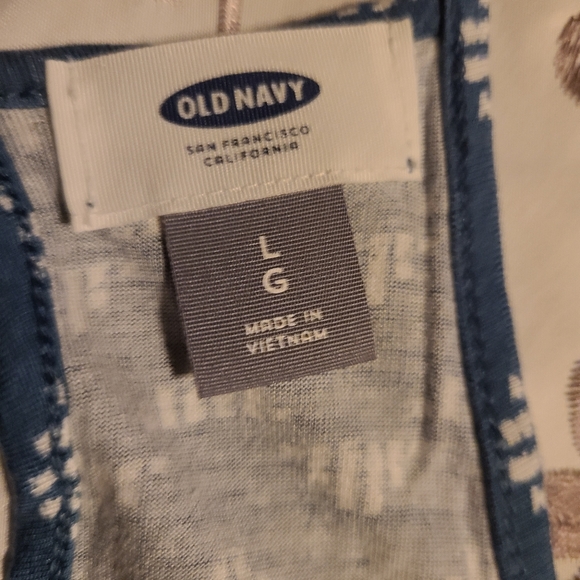 OLD NAVY
SAN FRANCISCO
CALIFORNIA
L
G
MADE IN
VIETNAM